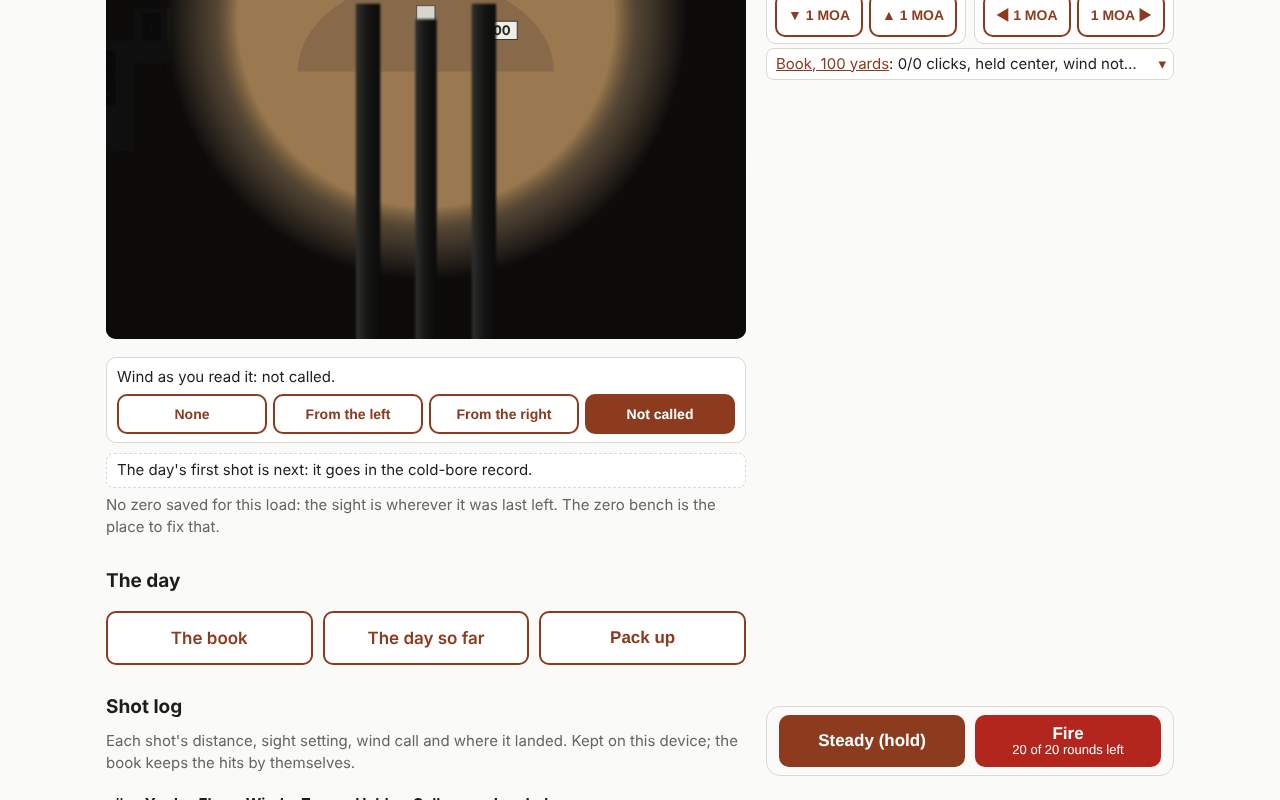 00
▼ 1 MOA
▲ 1 MOA
◀ 1 MOA
1 MOA ▶
Book, 100 yards: 0/0 clicks, held center, wind not... ▾
Wind as you read it: not called.
None
From the left
From the right
Not called
The day's first shot is next: it goes in the cold-bore record.
No zero saved for this load: the sight is wherever it was last left. The zero bench is the
place to fix that.
The day
The book
The day so far
Pack up
Shot log
Each shot's distance, sight setting, wind call and where it landed. Kept on this device; the
book keeps the hits by themselves.
Steady (hold)
Fire
20 of 20 rounds left